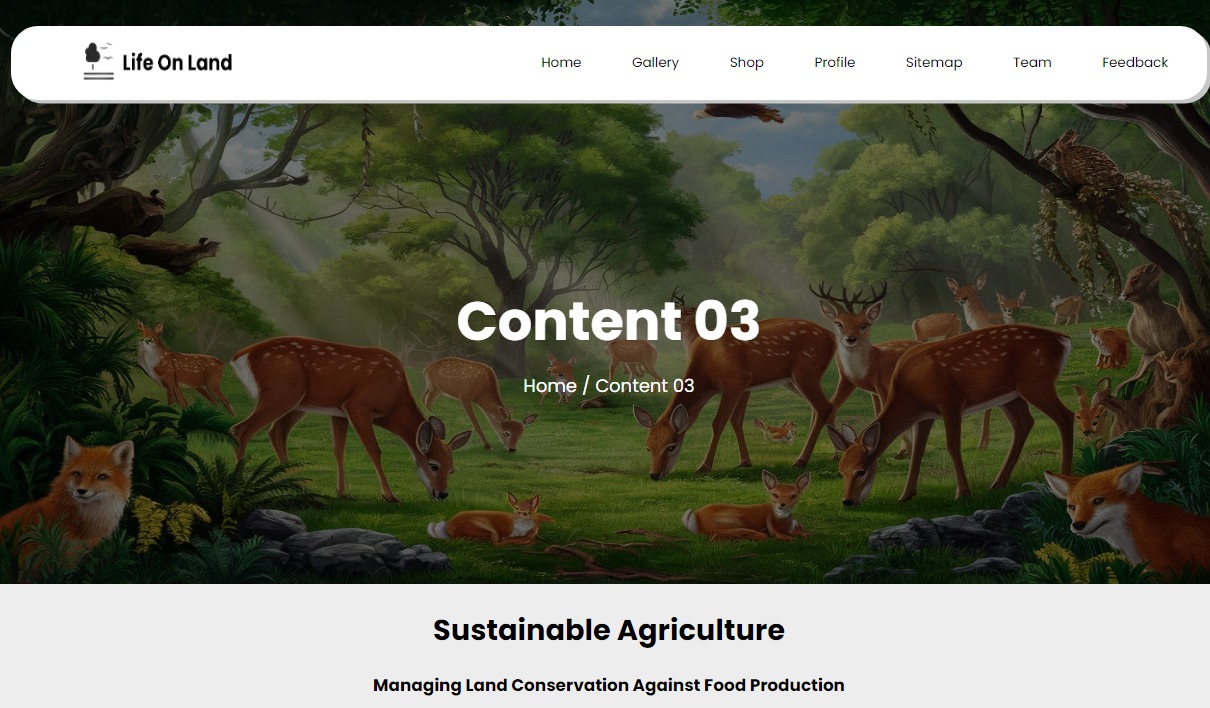 Life On Land
Home Gallery Shop Profile Sitemap Team Feedback
Content 03
Home / Content 03
Sustainable Agriculture
Managing Land Conservation Against Food Production